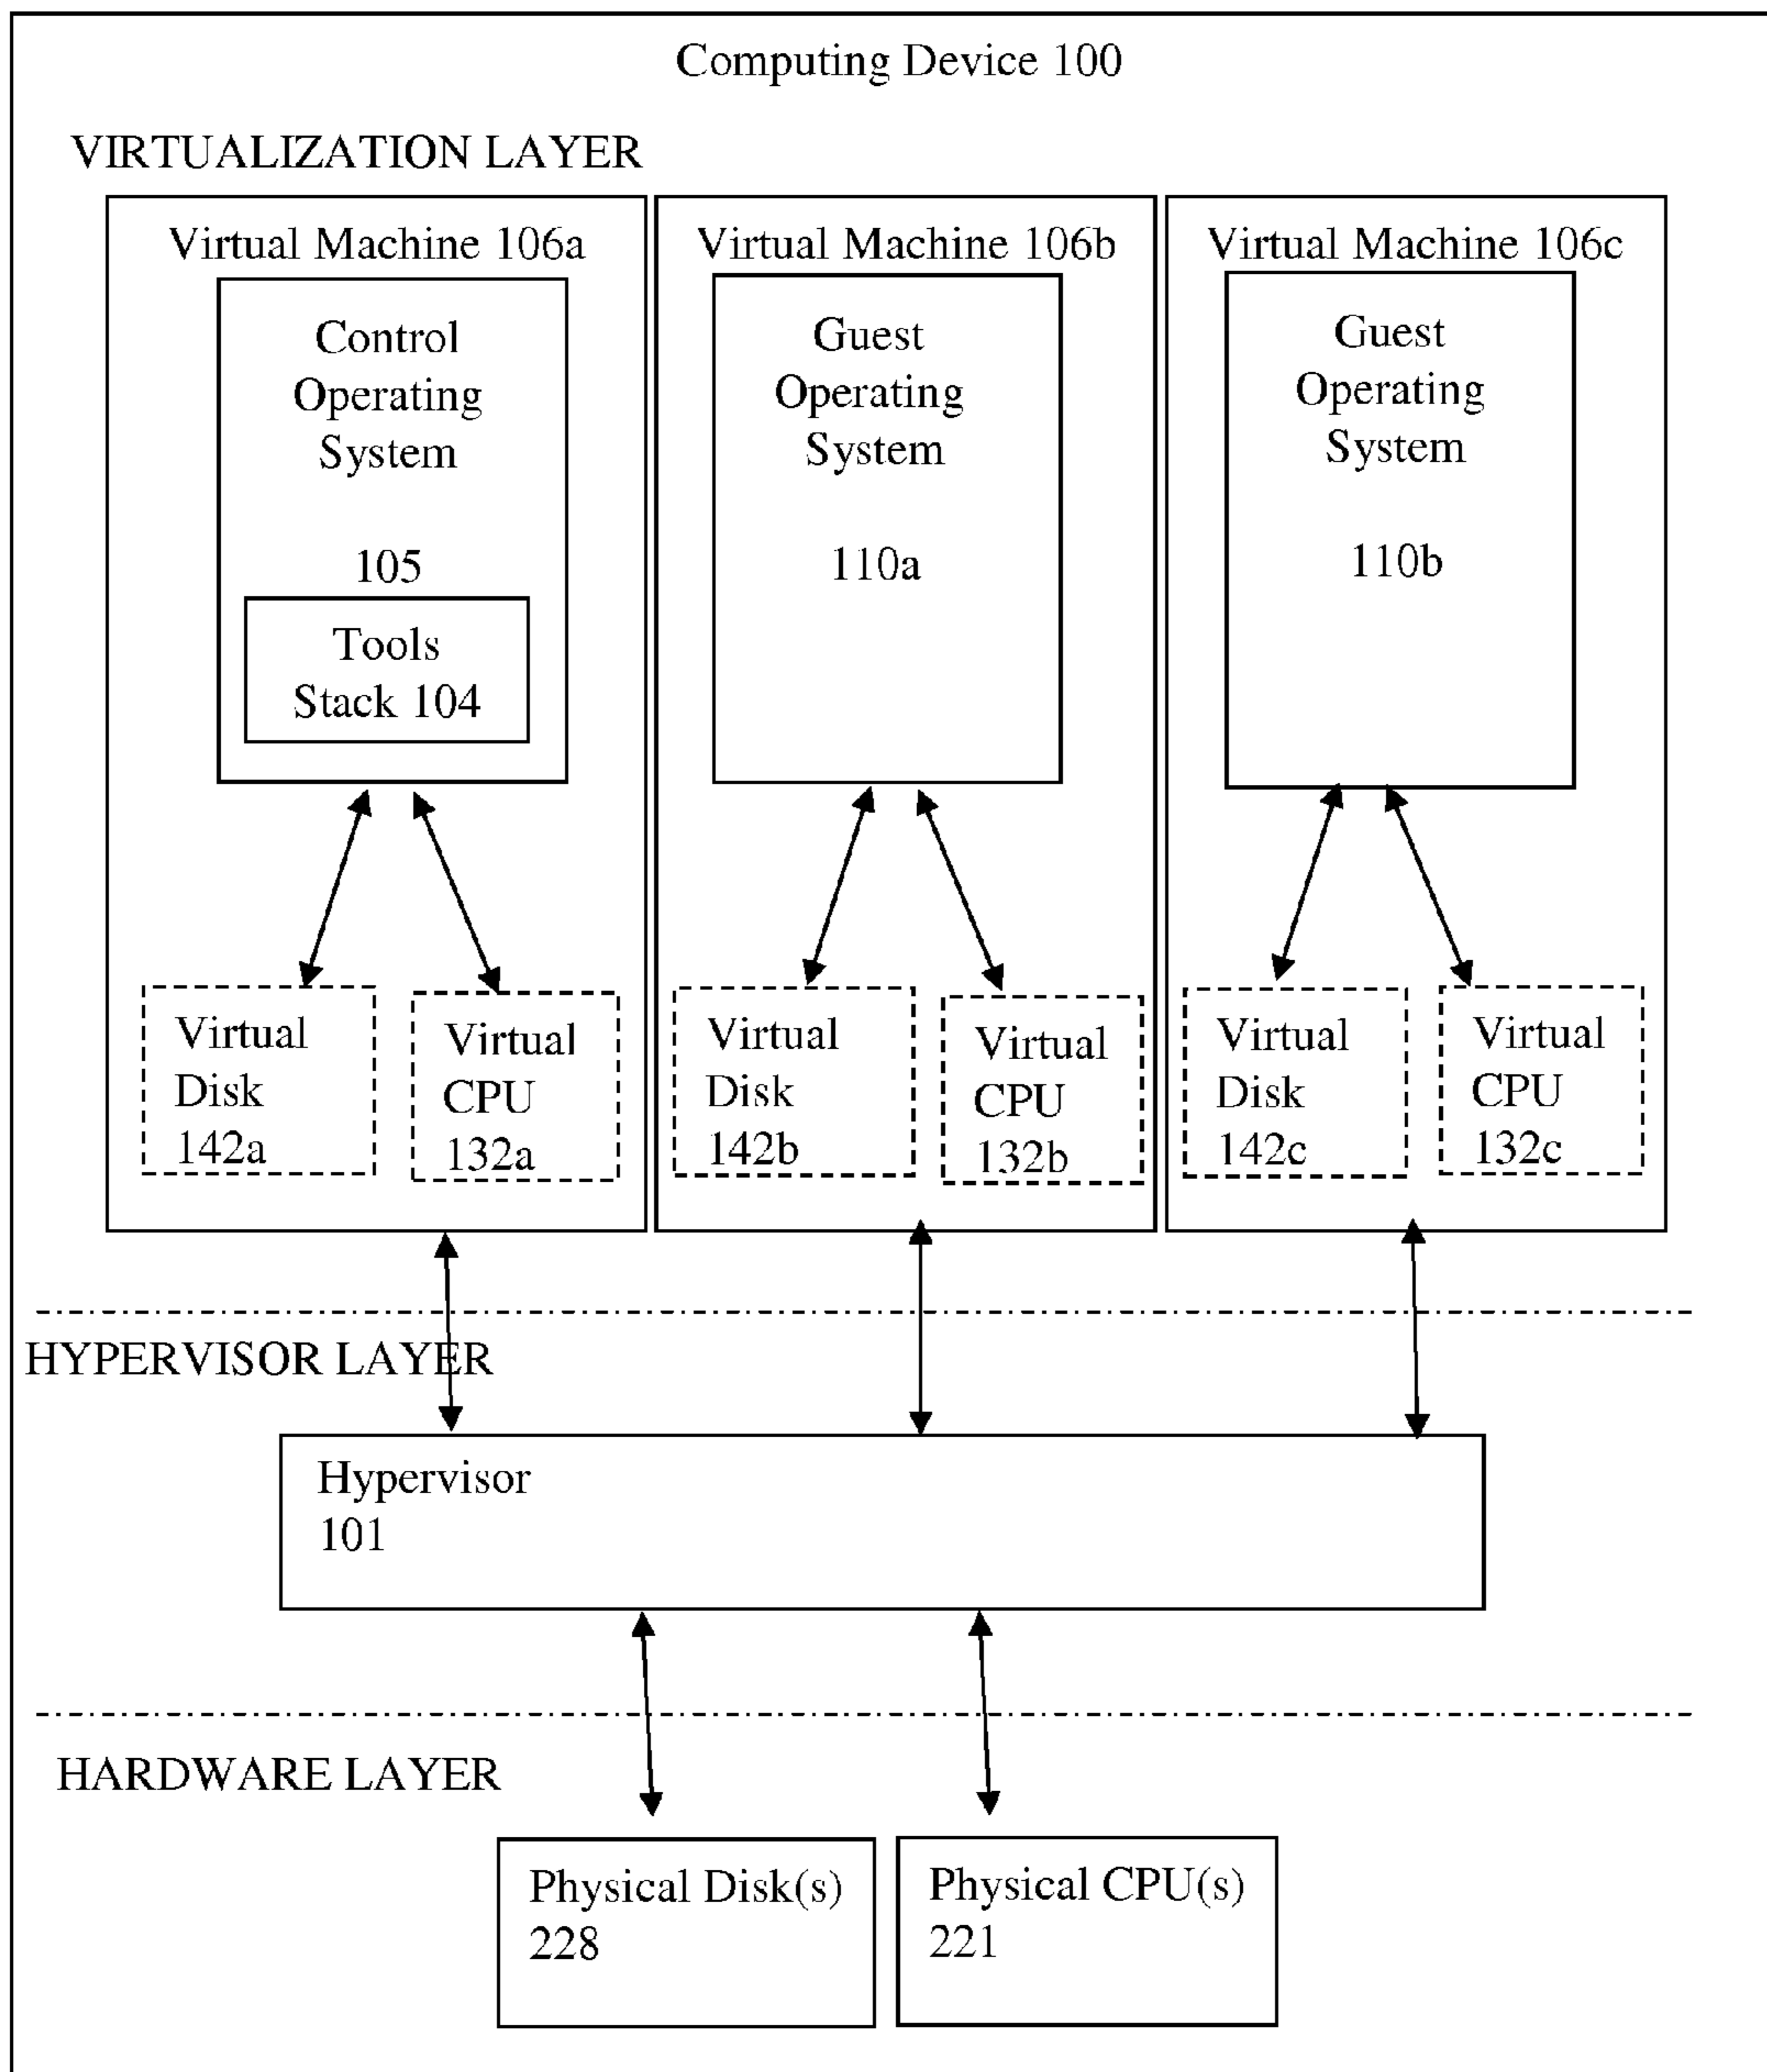 Computing Device 100
VIRTUALIZATION LAYER
Virtual Machine 106a
Control
Operating
System
105
Tools
Stack 104
Virtual
Disk
142a
Virtual
CPU
132a
Virtual Machine 106b
Guest
Operating
System
110a
Virtual
Disk
142b
Virtual
CPU
132b
Virtual Machine 106c
Guest
Operating
System
110b
Virtual
Disk
142c
Virtual
CPU
132c
HYPERVISOR LAYER
Hypervisor
101
HARDWARE LAYER
Physical Disk(s)
228
Physical CPU(s)
221